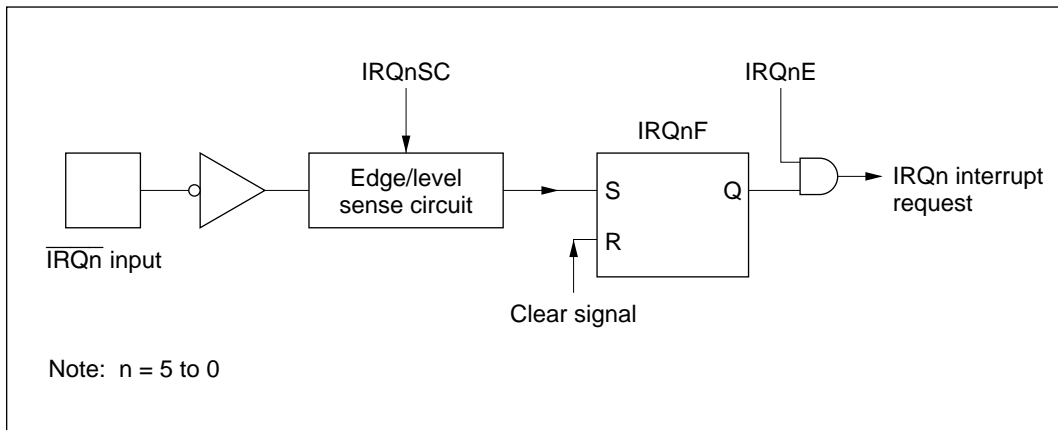 IRQnSC
IRQnE
IRQnF
Edge/level
sense circuit
S
Q
R
IRQn interrupt
request
IRQn input
Clear signal
Note: n = 5 to 0